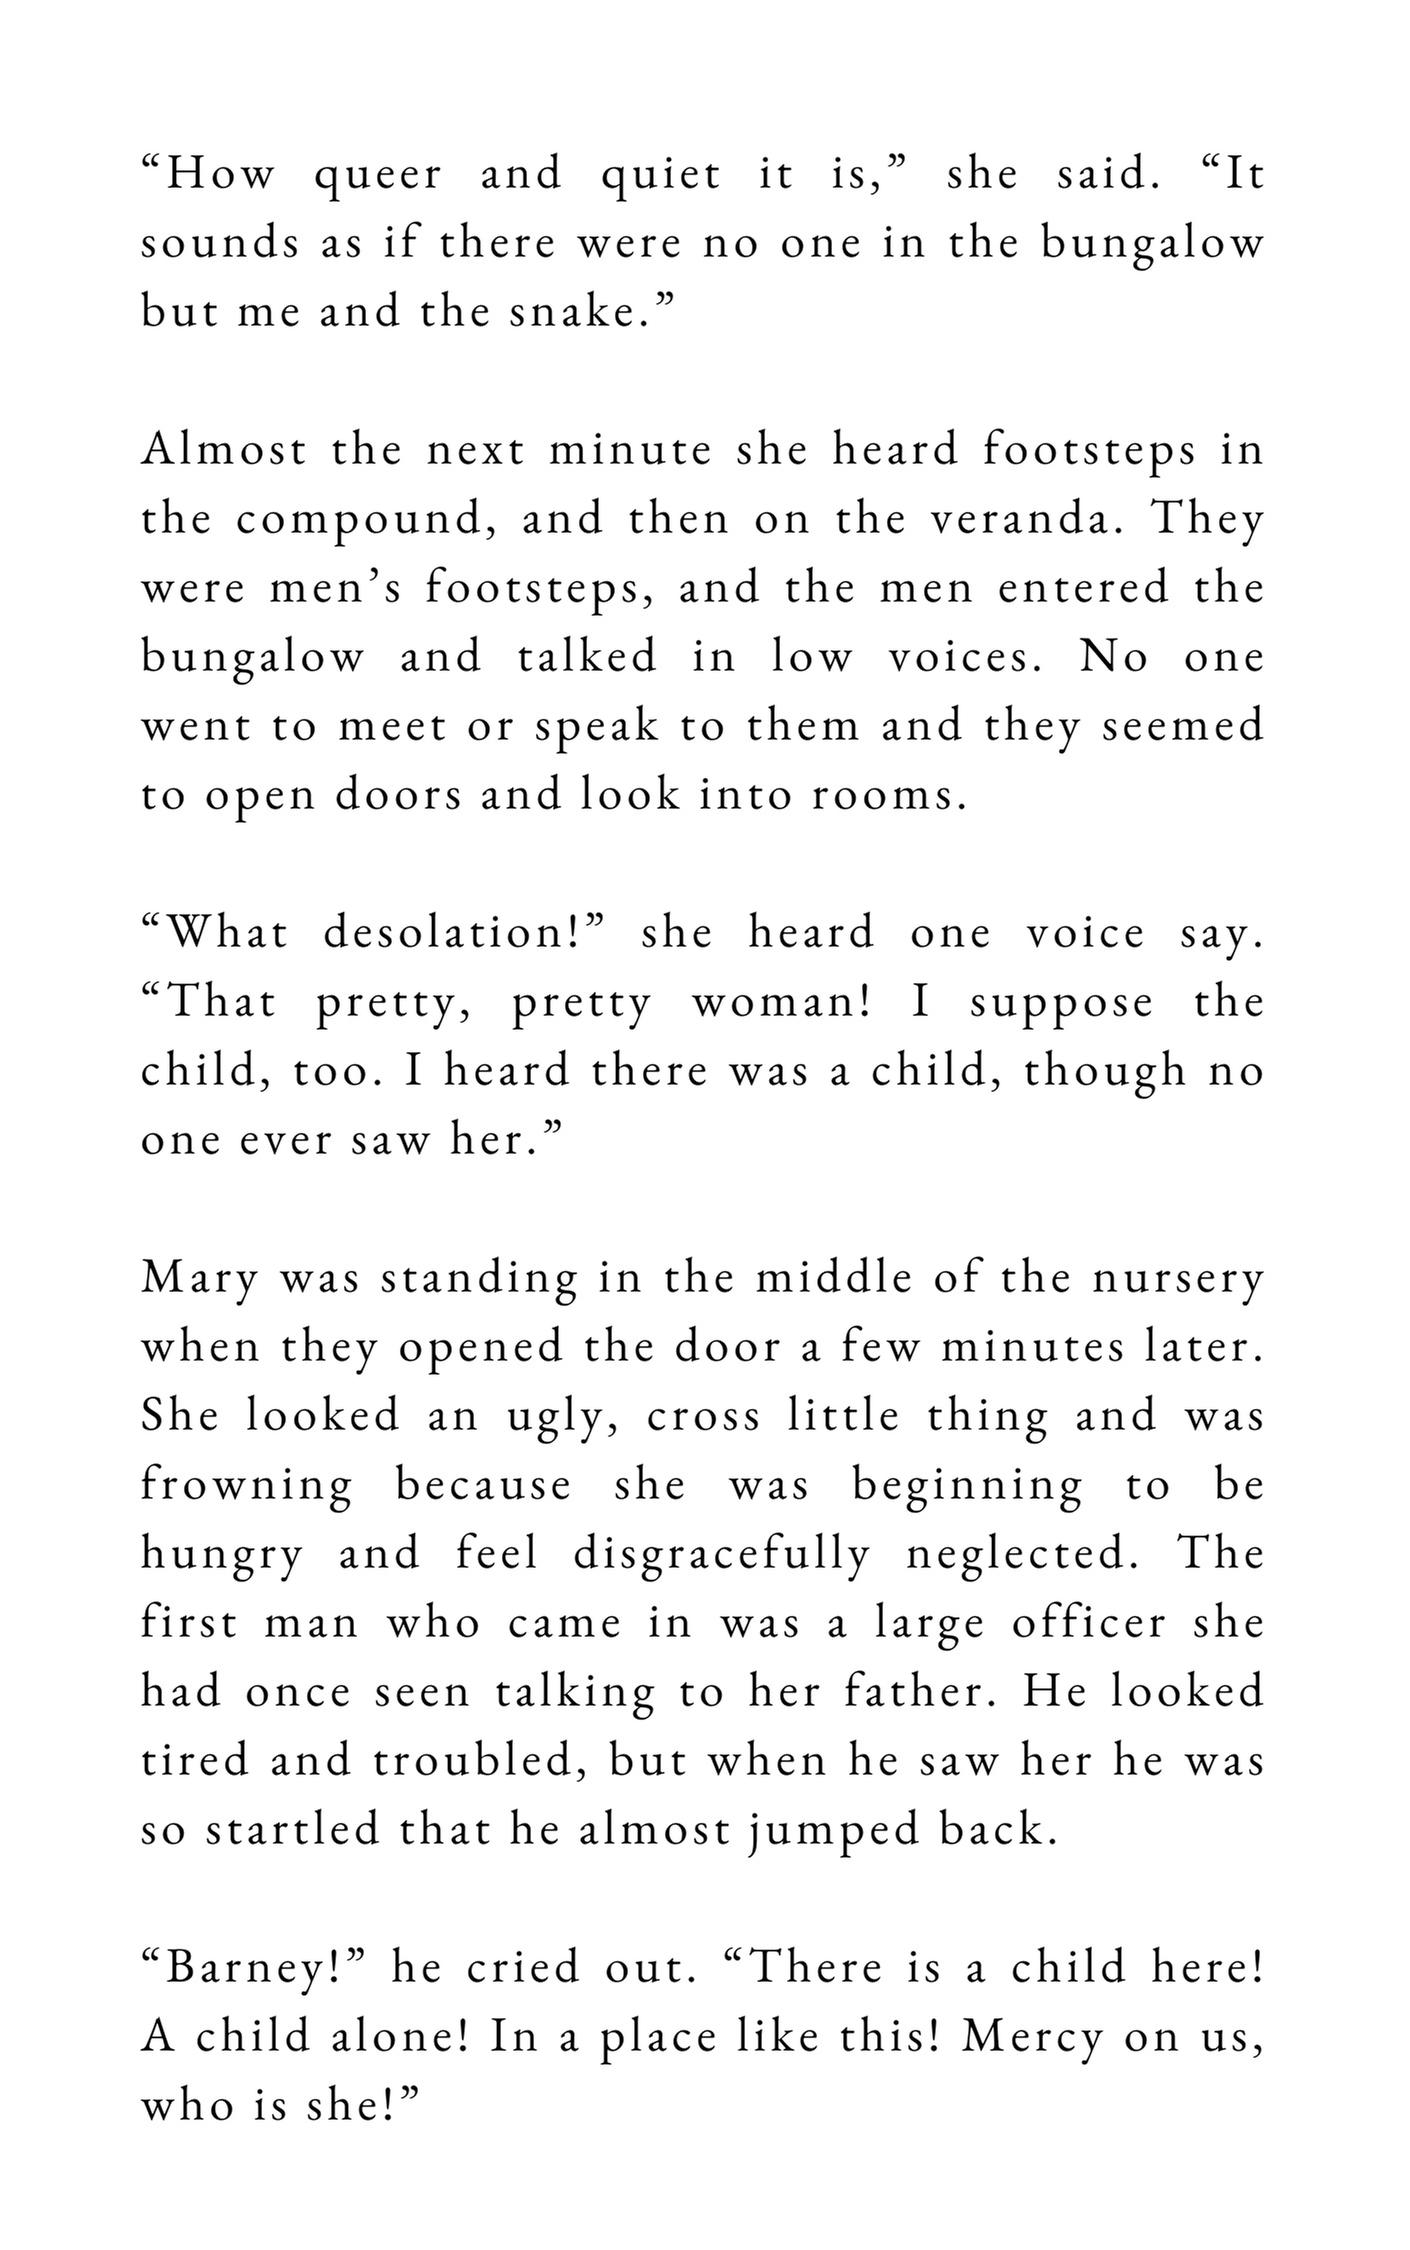 “How queer and quiet it is,” she said. “It
sounds as if there were no one in the bungalow
but me and the snake.”
Almost the next minute she heard footsteps in
the compound, and then on the veranda. They
were men’s footsteps, and the men entered the
bungalow and talked in low voices. No one
went to meet or speak to them and they seemed
to open doors and look into rooms.
“What desolation!” she heard one voice say.
“That pretty, pretty woman! I suppose the
child, too. I heard there was a child, though no
one ever saw her.”
Mary was standing in the middle of the nursery
when they opened the door a few minutes later.
She looked an ugly, cross little thing and was
frowning because she was beginning to be
hungry and feel disgracefully neglected. The
first man who came in was a large officer she
had once seen talking to her father. He looked
tired and troubled, but when he saw her he was
so startled that he almost jumped back.
“Barney!” he cried out. “There is a child here!
A child alone! In a place like this! Mercy on us,
who is she!”